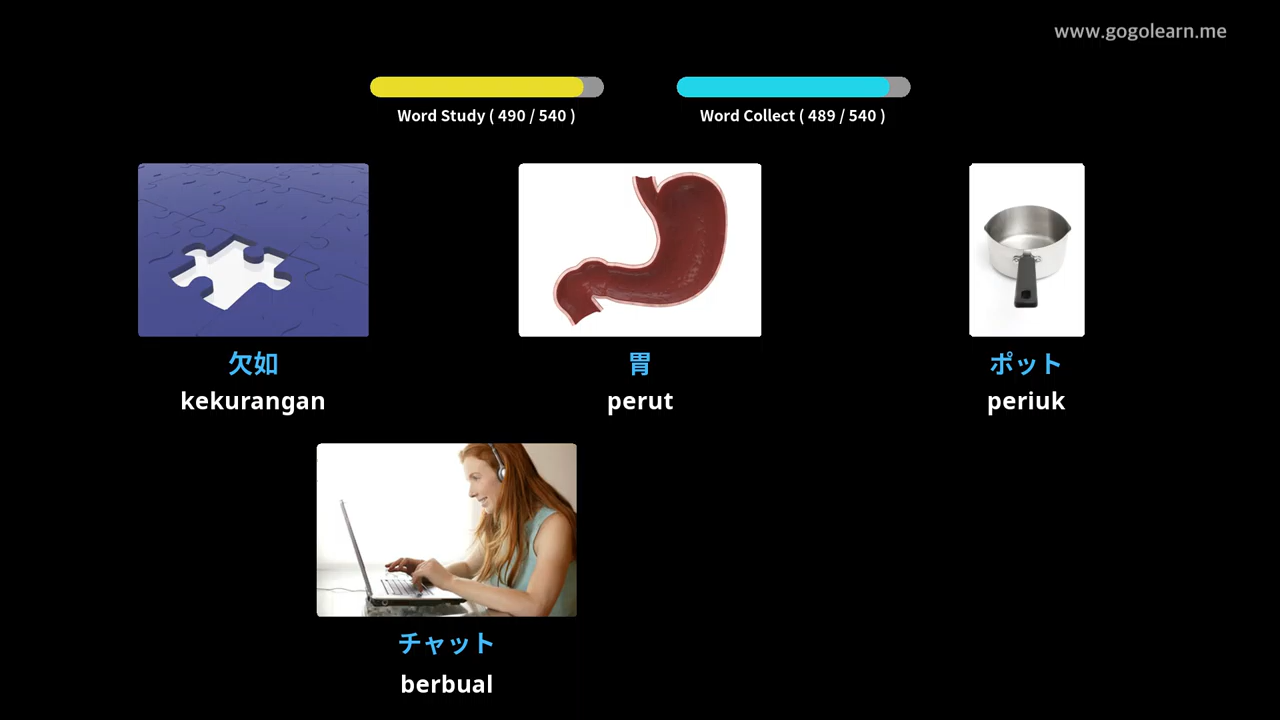 www.gogolearn.me
Word Study ( 490 / 540 )
Word Collect ( 489 / 540 )
欠如
kekurangan
胃
perut
ポット
periuk
チャット
berbual